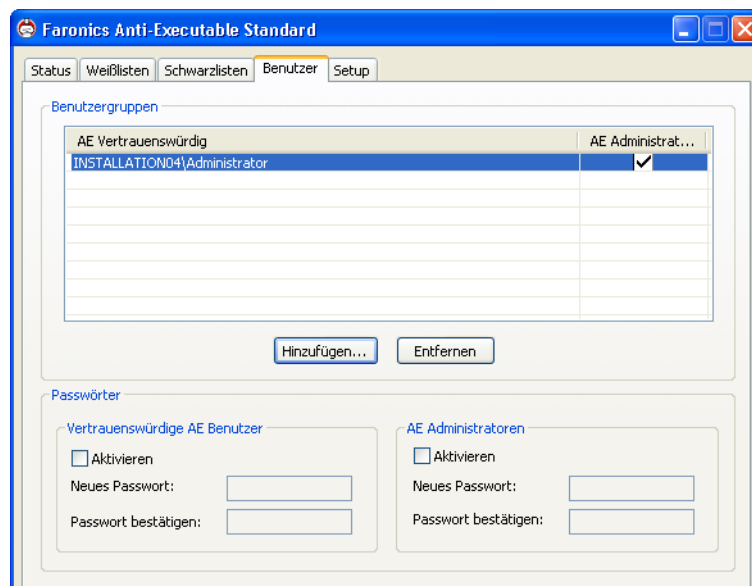 Faronics Anti-Executable Standard
Status Weißlisten Schwarzlisten Benutzer Setup
Benutzergruppen
AE Vertrauenswürdig AE Administrat...
INSTALLATION04\Administrator
Hinzufügen... Entfernen
Passwörter
Vertrauenswürdige AE Benutzer
Aktivieren
Neues Passwort:
Passwort bestätigen:
AE Administratoren
Aktivieren
Neues Passwort:
Passwort bestätigen: